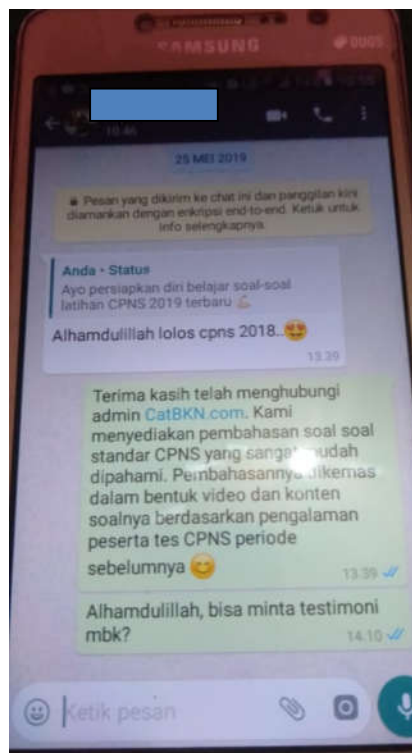 SAMSUNG
DUOS
10:46
25 MEI 2019
Pesan yang dikirim ke chat ini dan panggilan kini
diamankan dengan enkripsi end-to-end. Ketuk untuk
info selengkapnya.
Anda • Status
Ayo persiapkan diri belajar soal-soal
latihan CPNS 2019 terbaru 💪
Alhamdulillah lolos cpns 2018..🤩
13.39
Terima kasih telah menghubungi
admin CatBKN.com. Kami
menyediakan pembahasan soal soal
standar CPNS yang sangat mudah
dipahami. Pembahasannya dikemas
dalam bentuk video dan konten
soalnya berdasarkan pengalaman
peserta tes CPNS periode
sebelumnya 😊
13.39
Alhamdulillah, bisa minta testimoni
mbk?
14.10
Ketik pesan